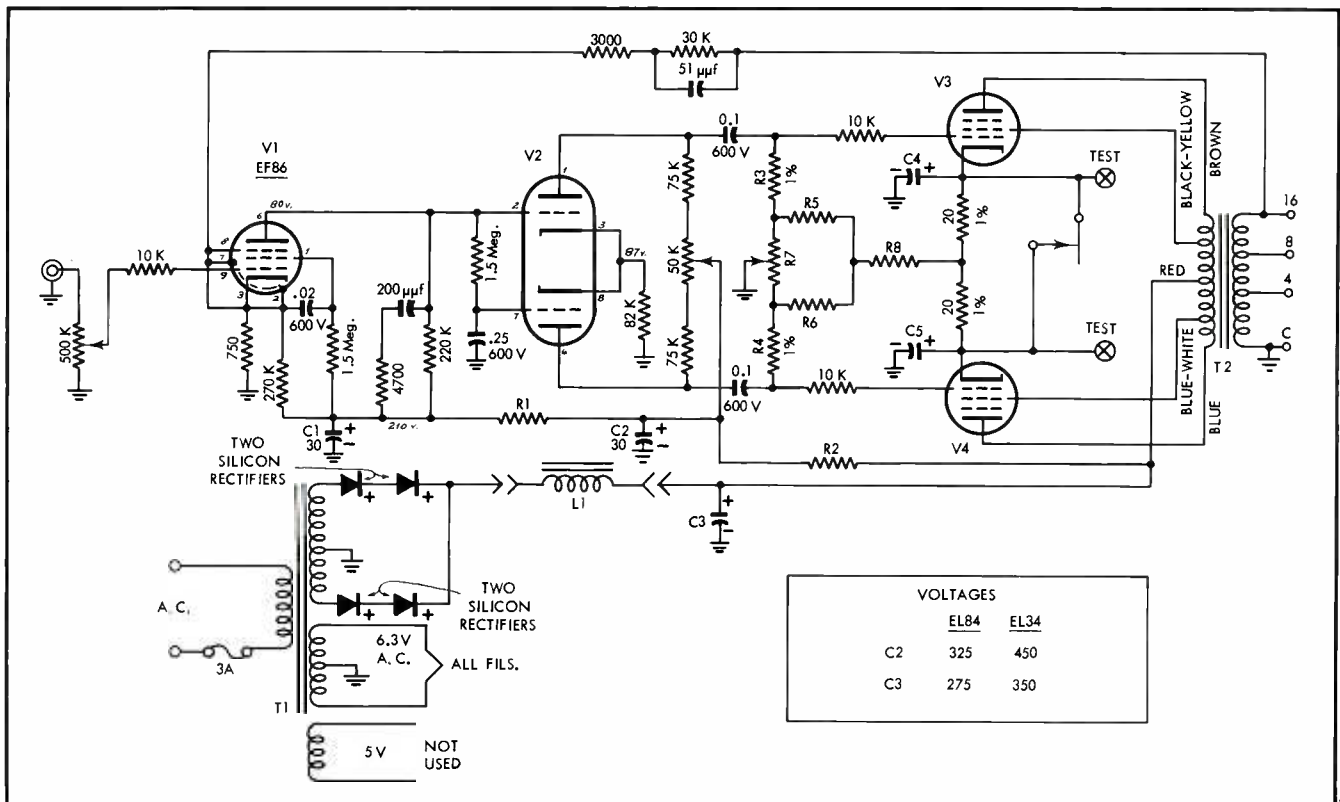 3000
30 K
51 μμf
V3
BLACK-YELLOW
BROWN
V1
EF86
V2
0.1
600 V
10 K
C4
- +
TEST
16
8
4
C
80v.
6
8
7
9
1
3
2
10 K
500 K
750
270 K
.02
600 V
1.5 Meg.
200 μμf
4700
220 K
1.5 Meg.
.25
600 V
1
2
3
7
8
6
87v.
82 K
75 K
50 K
75 K
R3
1%
R5
R7
R8
R6
R4
1%
20
1%
20
1%
RED
C5
- +
TEST
0.1
600 V
10 K
BLUE-WHITE
BLUE
T2
V4
C1
30
+
-
210 v.
R1
C2
30
+
-
R2
TWO
SILICON
RECTIFIERS
+
+
L1
C3
+
-
A.C.
3A
T1
+
+
TWO
SILICON
RECTIFIERS
6.3V
A.C.
ALL FILS.
5V
NOT
USED
VOLTAGES
EL84 EL34
C2 325 450
C3 275 350